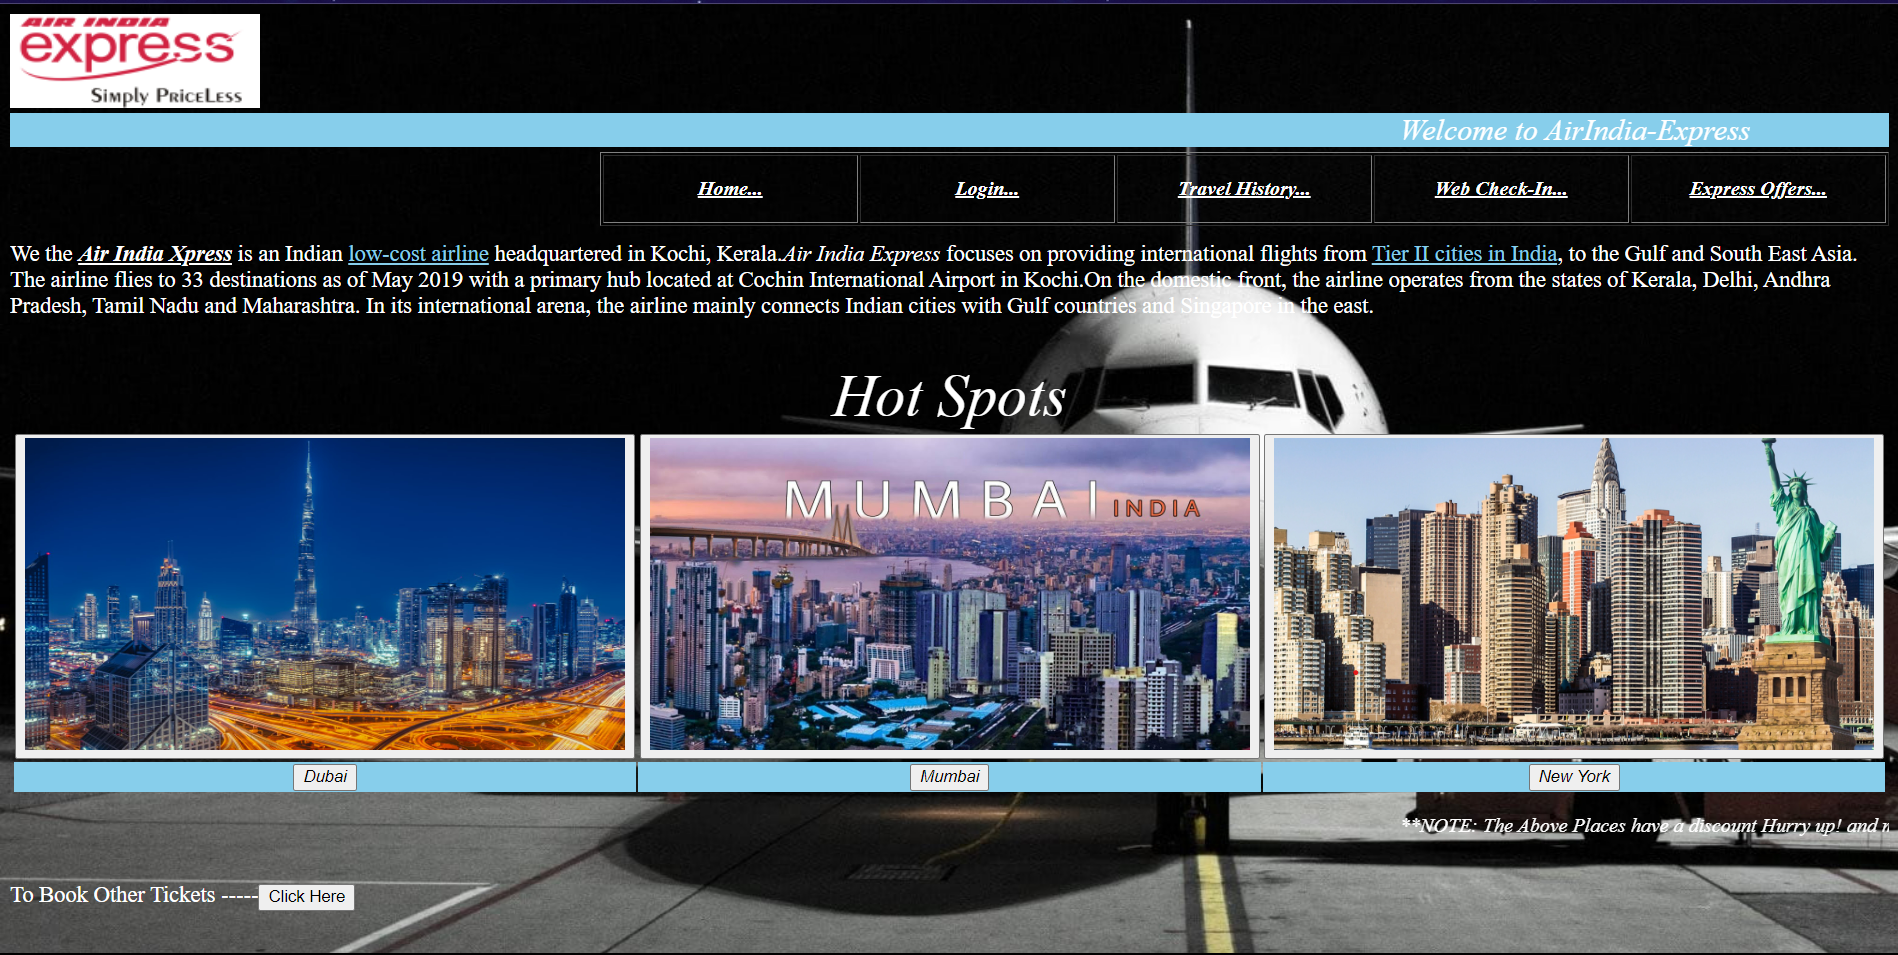 AIR INDIA
express
Simply PriceLess
Welcome to AirIndia-Express
Home... Login... Travel History... Web Check-In... Express Offers...
We the Air India Xpress is an Indian low-cost airline headquartered in Kochi, Kerala.Air India Express focuses on providing international flights from Tier II cities in India, to the Gulf and South East Asia.
The airline flies to 33 destinations as of May 2019 with a primary hub located at Cochin International Airport in Kochi.On the domestic front, the airline operates from the states of Kerala, Delhi, Andhra
Pradesh, Tamil Nadu and Maharashtra. In its international arena, the airline mainly connects Indian cities with Gulf countries and Singapore in the east.
Hot Spots
MUMBAI INDIA
Dubai Mumbai New York
**NOTE: The Above Places have a discount Hurry up! and
To Book Other Tickets -----Click Here